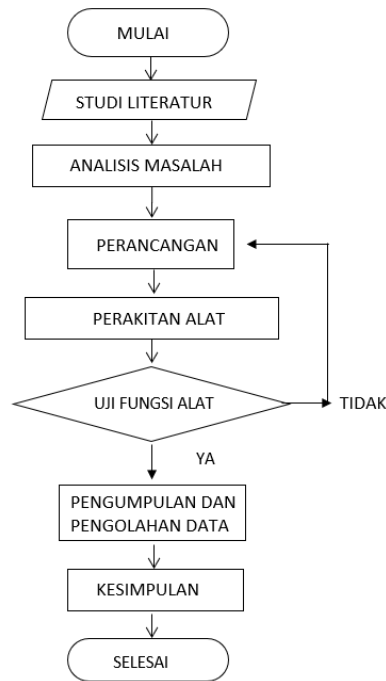 MULAI
STUDI LITERATUR
ANALISIS MASALAH
PERANCANGAN
PERAKITAN ALAT
UJI FUNGSI ALAT
TIDAK
YA
PENGUMPULAN DAN
PENGOLAHAN DATA
KESIMPULAN
SELESAI